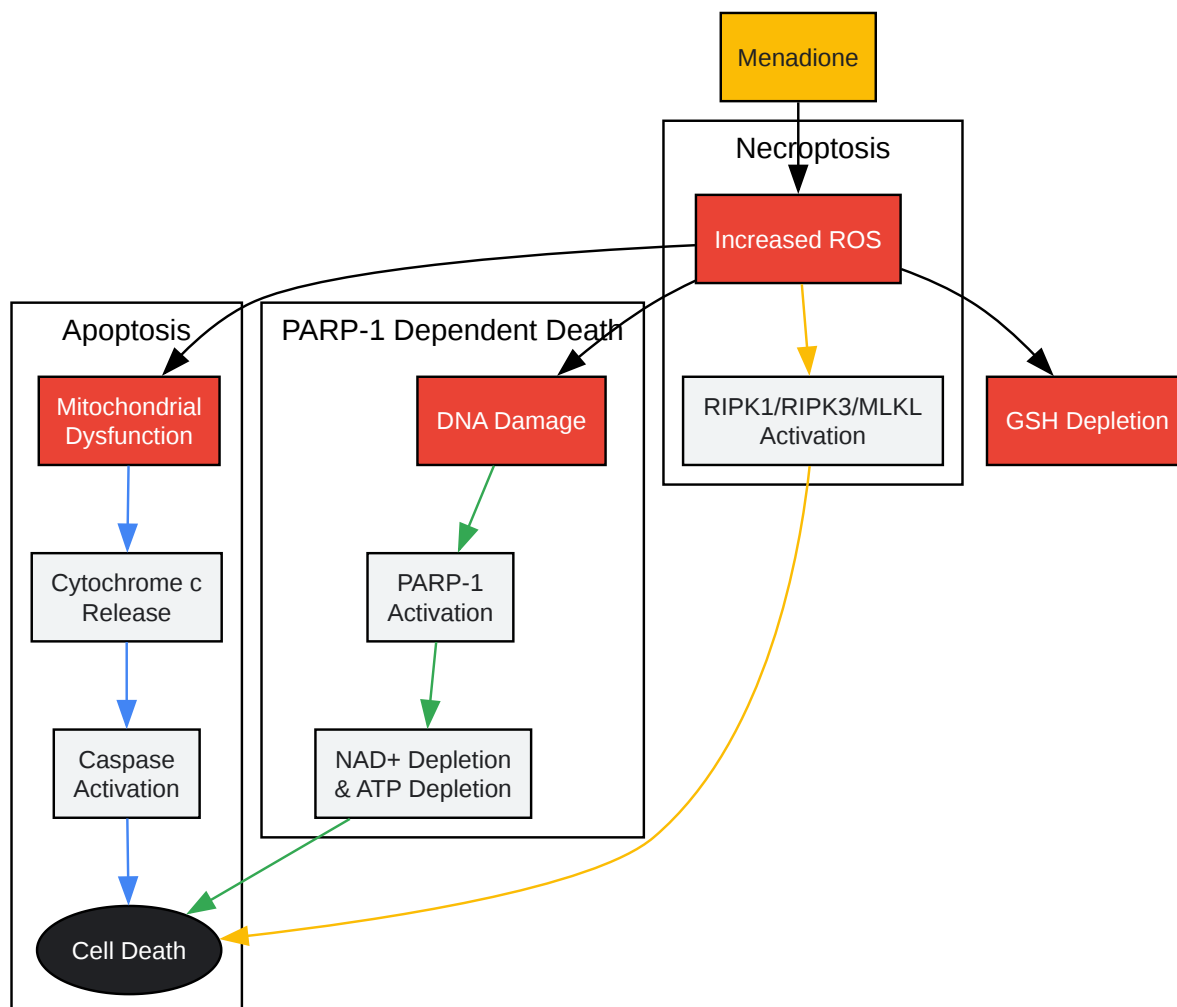 Menadione
Necroptosis
Increased ROS
Apoptosis
PARP-1 Dependent Death
Mitochondrial
Dysfunction
DNA Damage
RIPK1/RIPK3/MLKL
Activation
GSH Depletion
Cytochrome c
Release
PARP-1
Activation
Caspase
Activation
NAD+ Depletion
& ATP Depletion
Cell Death